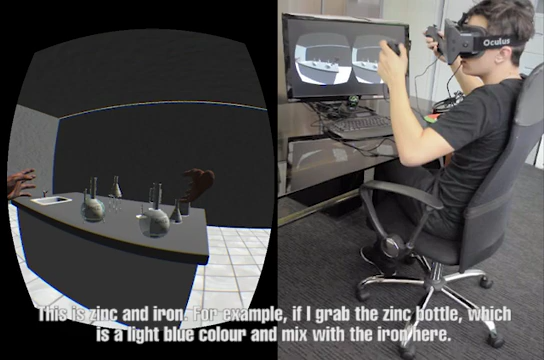 Oculus
This is zinc and iron. For example, if I grab the zinc bottle, which
is a light blue colour and mix with the iron here.